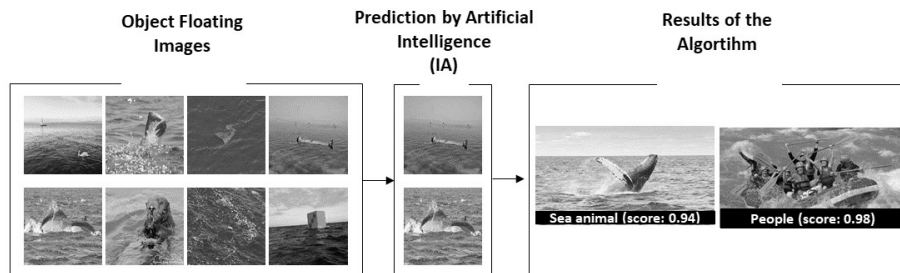 Object Floating
Images
Prediction by Artificial
Intelligence
(IA)
Results of the
Algortihm
Sea animal (score: 0.94)
People (score: 0.98)